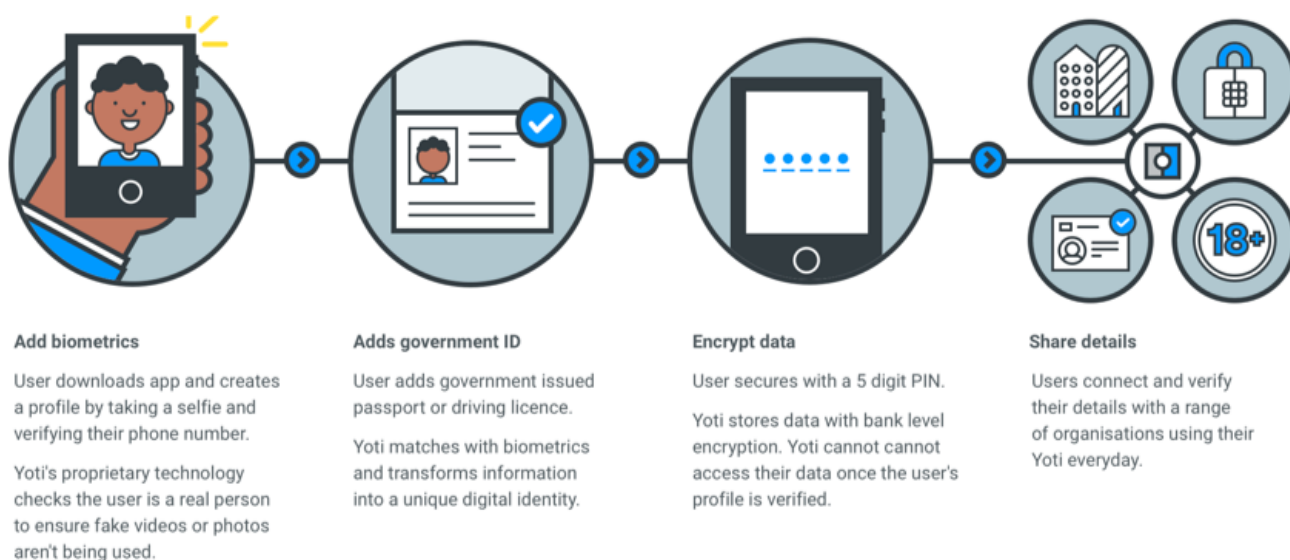 18+
Add biometrics
User downloads app and creates
a profile by taking a selfie and
verifying their phone number.
Yoti's proprietary technology
checks the user is a real person
to ensure fake videos or photos
aren't being used.
Adds government ID
User adds government issued
passport or driving licence.
Yoti matches with biometrics
and transforms information
into a unique digital identity.
Encrypt data
User secures with a 5 digit PIN.
Yoti stores data with bank level
encryption. Yoti cannot cannot
access their data once the user's
profile is verified.
Share details
Users connect and verify
their details with a range
of organisations using their
Yoti everyday.